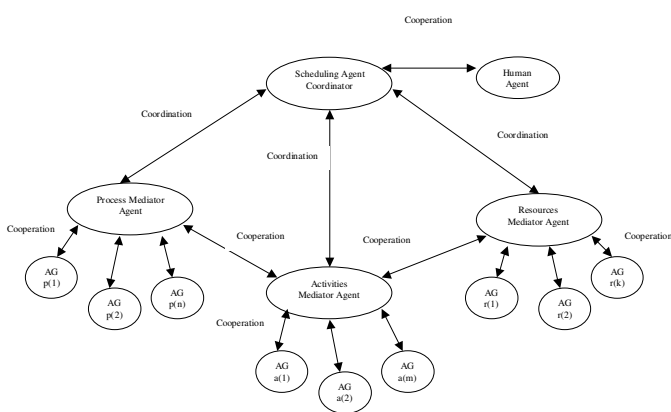 Cooperation
Scheduling Agent
Coordinator
Human
Agent
Coordination
Coordination
Coordination
Process Mediator
Agent
Resources
Mediator Agent
Cooperation
Cooperation
Cooperation
Cooperation
AG
p(1)
AG
p(2)
AG
p(n)
Activities
Mediator Agent
AG
r(1)
AG
r(2)
AG
r(k)
Cooperation
AG
a(1)
AG
a(2)
AG
a(m)